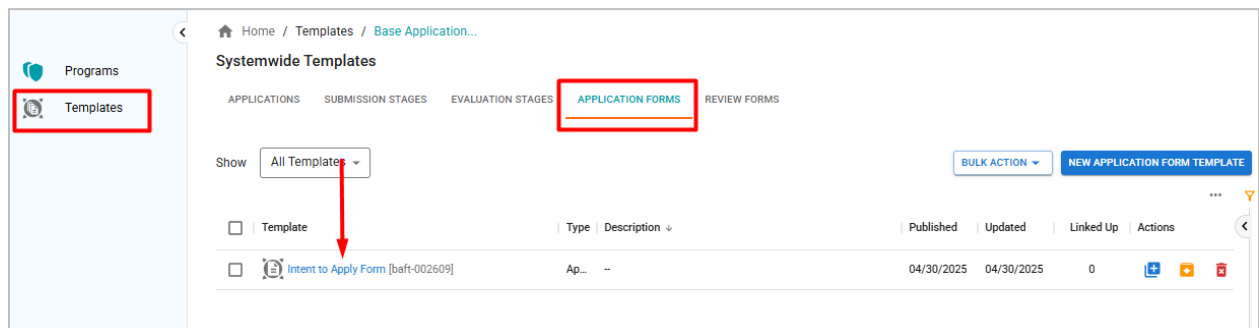 Home / Templates / Base Application...
Programs
Templates
Systemwide Templates
APPLICATIONS SUBMISSION STAGES EVALUATION STAGES APPLICATION FORMS REVIEW FORMS
Show All Templates BULK ACTION NEW APPLICATION FORM TEMPLATE
Template Type Description Published Updated Linked Up Actions
Intent to Apply Form [baft-002609] Ap... -- 04/30/2025 04/30/2025 0